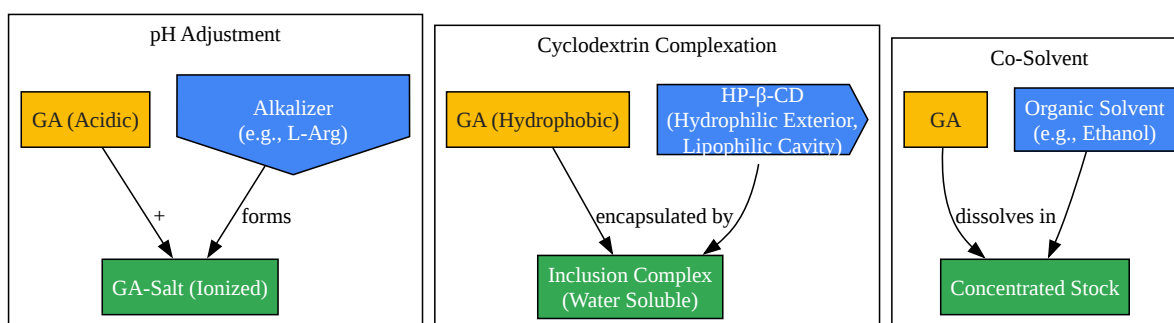 pH Adjustment
GA (Acidic)
Alkalizer
(e.g., L-Arg)
+
forms
GA-Salt (Ionized)
Cyclodextrin Complexation
GA (Hydrophobic)
HP-β-CD
(Hydrophilic Exterior,
Lipophilic Cavity)
encapsulated by
Inclusion Complex
(Water Soluble)
Co-Solvent
GA
Organic Solvent
(e.g., Ethanol)
dissolves in
Concentrated Stock